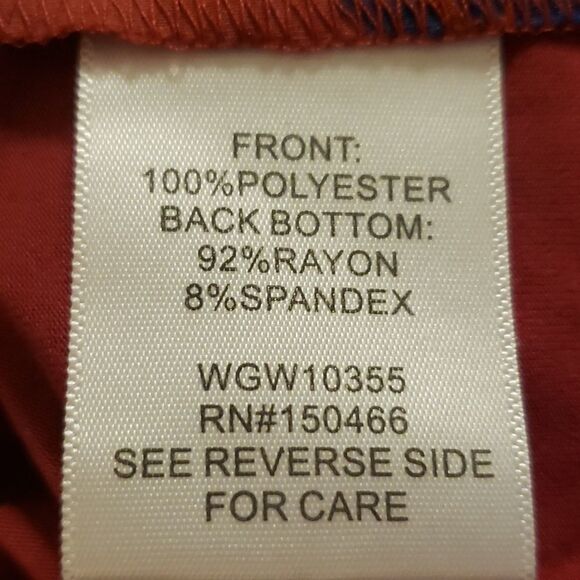 FRONT:
100%POLYESTER
BACK BOTTOM:
92%RAYON
8%SPANDEX
WGW10355
RN#150466
SEE REVERSE SIDE
FOR CARE